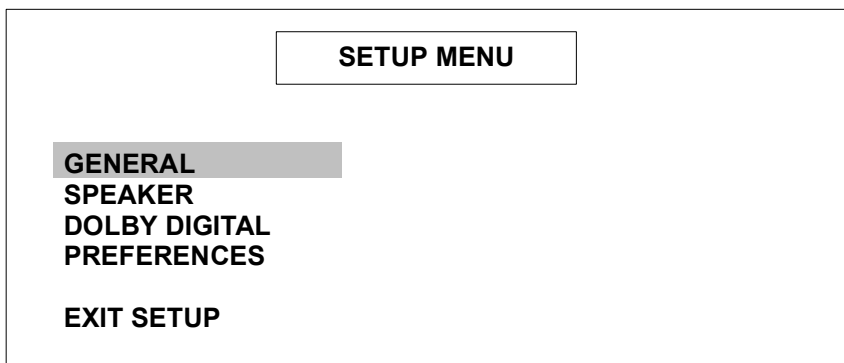 SETUP MENU
GENERAL
SPEAKER
DOLBY DIGITAL
PREFERENCES
EXIT SETUP